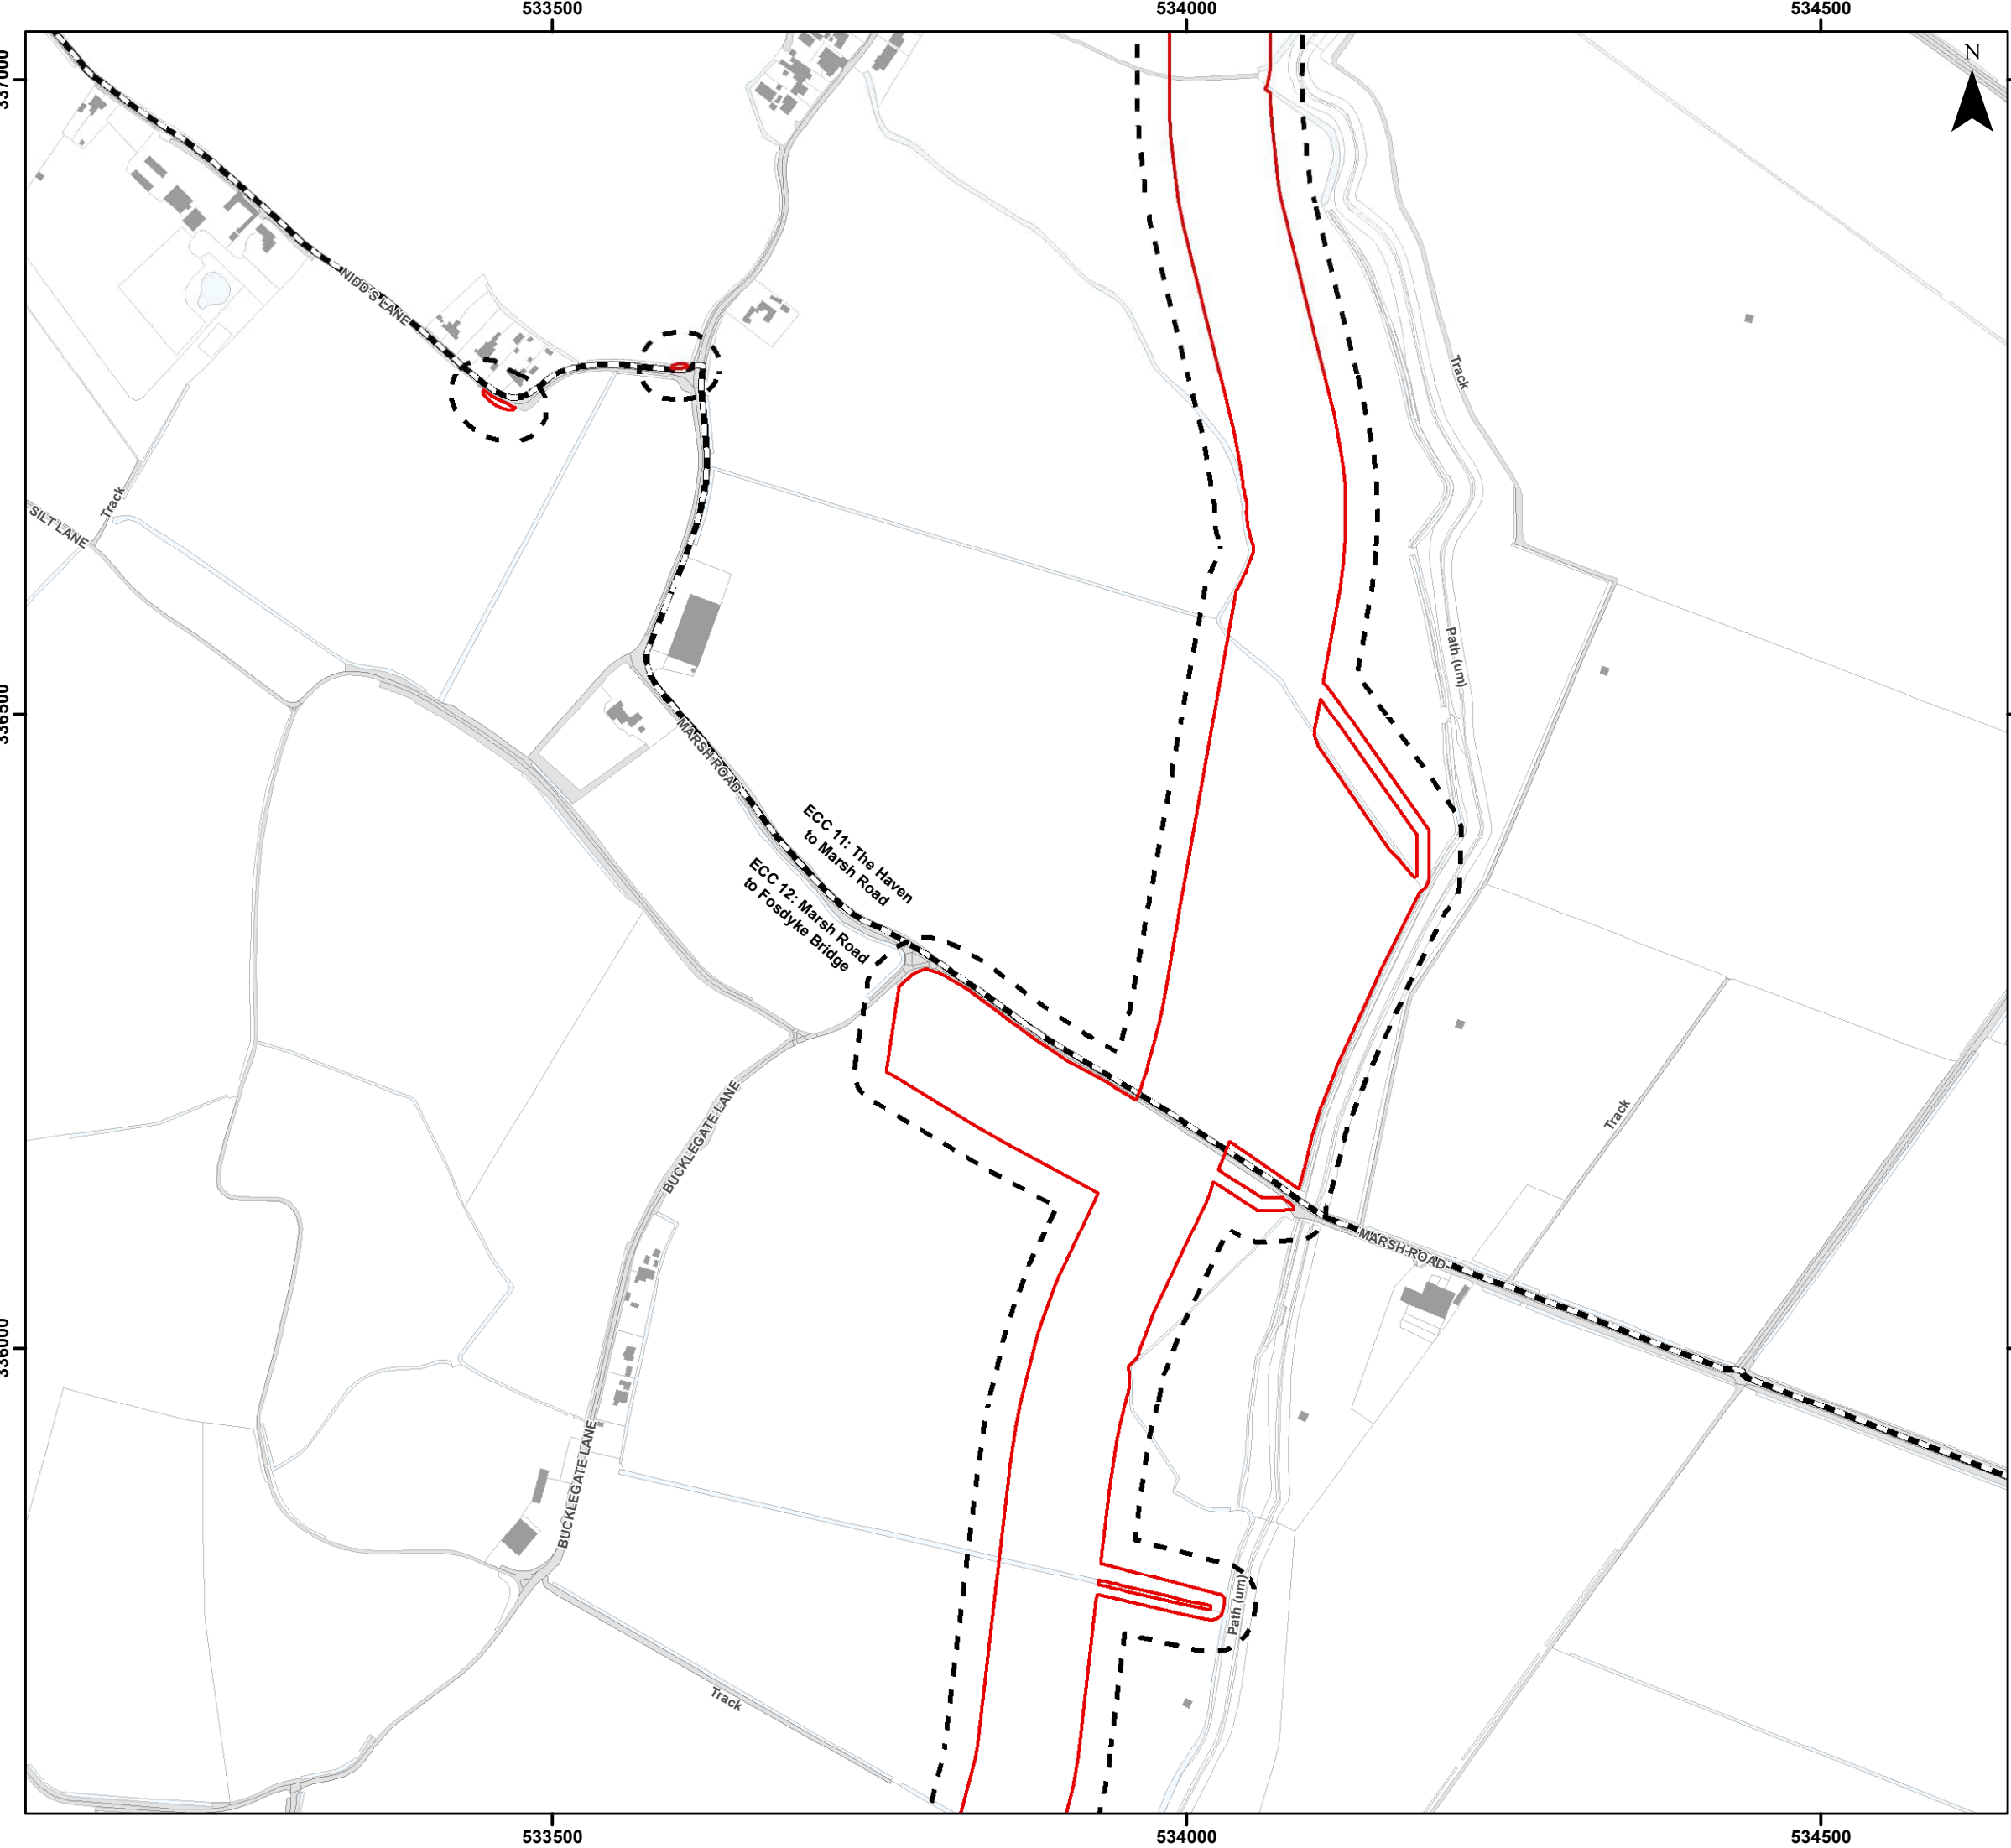 533500
534000
534500
337000
N
NIDD'S LANE
Track
Track
SILT LANE
Path (um)
336500
MARSH ROAD
ECC 11: The Haven
to Marsh Road
ECC 12: Marsh Road
to Fosdyke Bridge
BUCKLEGATE LANE
Track
MARSH ROAD
336000
BUCKLEGATE LANE
Path (um)
Track
533500
534000
534500